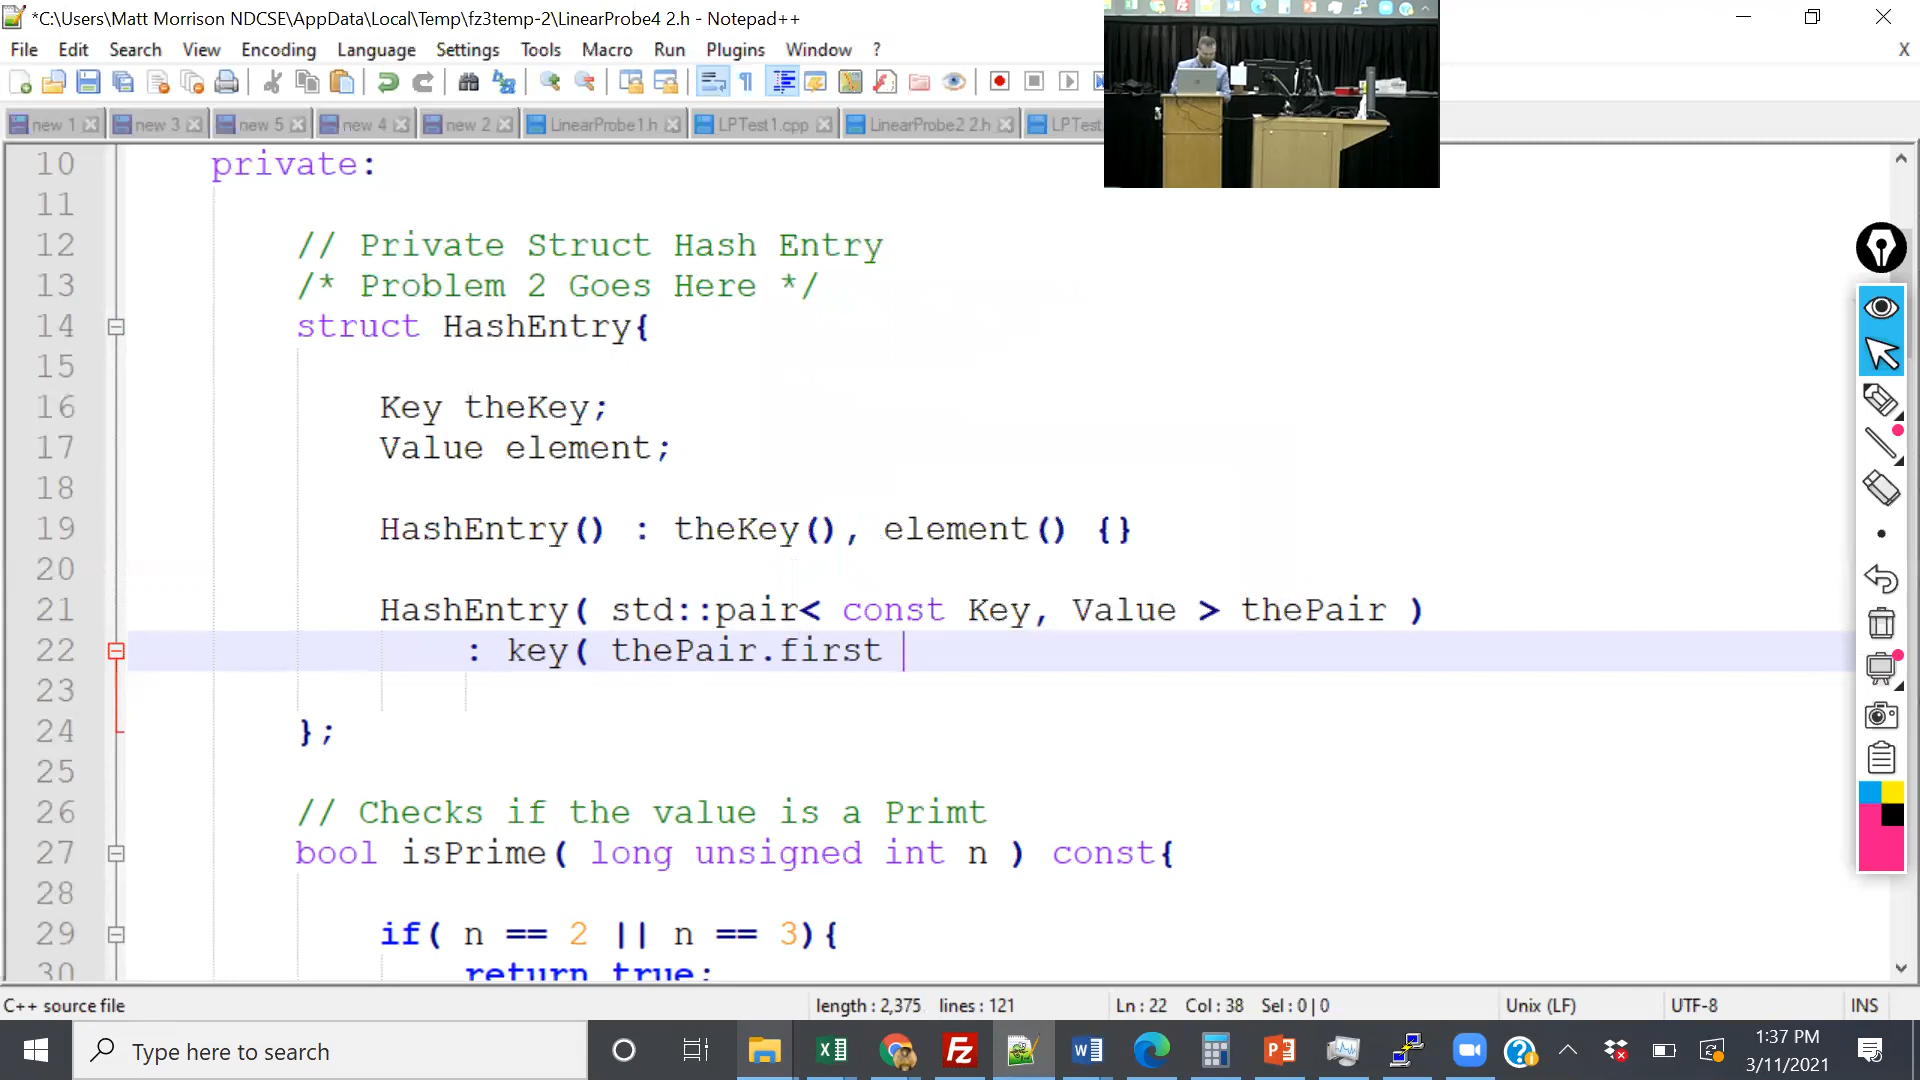 *C:\Users\Matt Morrison NDCSE\AppData\Local\Temp\fz3temp-2\LinearProbe4 2.h - Notepad++
File Edit Search View Encoding Language Settings Tools Macro Run Plugins Window ? X
new 1 new 3 new 5 new 4 new 2 LinearProbe1.h LPTest1.cpp LinearProbe2 2.h LPTest
10 private:
11
12 // Private Struct Hash Entry
13 /* Problem 2 Goes Here */
14 struct HashEntry{
15
16 Key theKey;
17 Value element;
18
19 HashEntry() : theKey(), element() {}
20
21 HashEntry( std::pair< const Key, Value > thePair )
22 : key( thePair.first
23
24 };
25
26 // Checks if the value is a Primt
27 bool isPrime( long unsigned int n ) const{
28
29 if( n == 2 || n == 3){
30 return true;
C++ source file length : 2,375 lines : 121 Ln : 22 Col : 38 Sel : 0 | 0 Unix (LF) UTF-8 INS
Type here to search
1:37 PM
3/11/2021